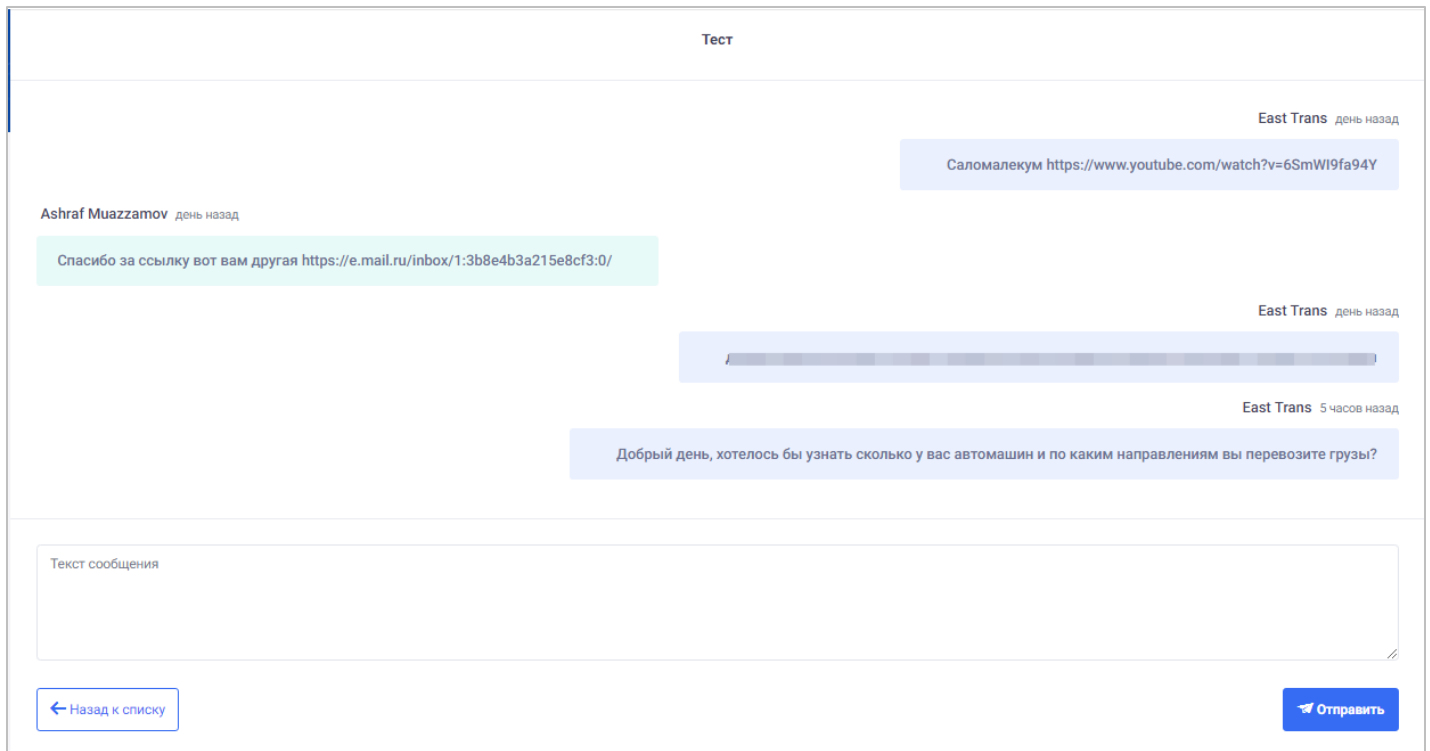 Тест
East Trans день назад
Саломалекум https://www.youtube.com/watch?v=6SmWI9fa94Y
Ashraf Muazzamov день назад
Спасибо за ссылку вот вам другая https://e.mail.ru/inbox/1:3b8e4b3a215e8cf3:0/
East Trans день назад
East Trans 5 часов назад
Добрый день, хотелось бы узнать сколько у вас автомашин и по каким направлениям вы перевозите грузы?
Текст сообщения
Назад к списку
Отправить